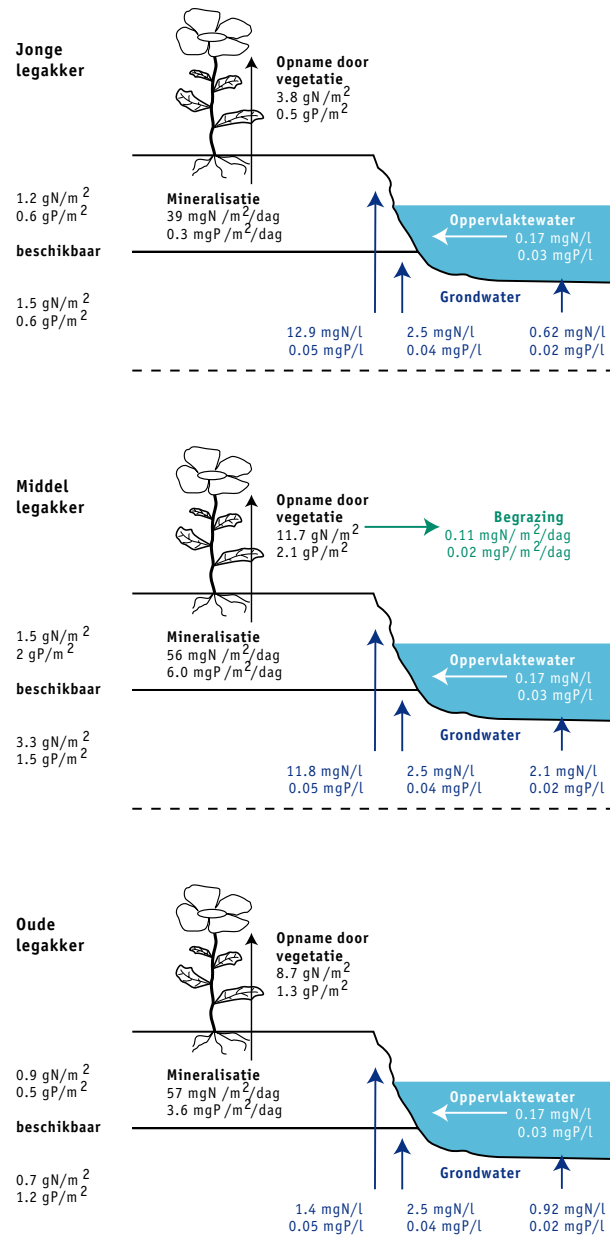 Jonge
legakker
Opname door
vegetatie
3.8 gN/m²
0.5 gP/m²
1.2 gN/m²
0.6 gP/m²
Mineralisatie
39 mgN /m²/dag
0.3 mgP /m²/dag
Oppervlaktewater
0.17 mgN/l
0.03 mgP/l
beschikbaar
1.5 gN/m²
0.6 gP/m²
Grondwater
12.9 mgN/l 2.5 mgN/l 0.62 mgN/l
0.05 mgP/l 0.04 mgP/l 0.02 mgP/l
Middel
legakker
Opname door
vegetatie
11.7 gN/m²
2.1 gP/m²
Begrazing
0.11 mgN/m²/dag
0.02 mgP/m²/dag
1.5 gN/m²
2 gP/m²
Mineralisatie
56 mgN /m²/dag
6.0 mgP /m²/dag
Oppervlaktewater
0.17 mgN/l
0.03 mgP/l
beschikbaar
3.3 gN/m²
1.5 gP/m²
Grondwater
11.8 mgN/l 2.5 mgN/l 2.1 mgN/l
0.05 mgP/l 0.04 mgP/l 0.02 mgP/l
Oude
legakker
Opname door
vegetatie
8.7 gN/m²
1.3 gP/m²
0.9 gN/m²
0.5 gP/m²
Mineralisatie
57 mgN /m²/dag
3.6 mgP /m²/dag
Oppervlaktewater
0.17 mgN/l
0.03 mgP/l
beschikbaar
0.7 gN/m²
1.2 gP/m²
Grondwater
1.4 mgN/l 2.5 mgN/l 0.92 mgN/l
0.05 mgP/l 0.04 mgP/l 0.02 mgP/l